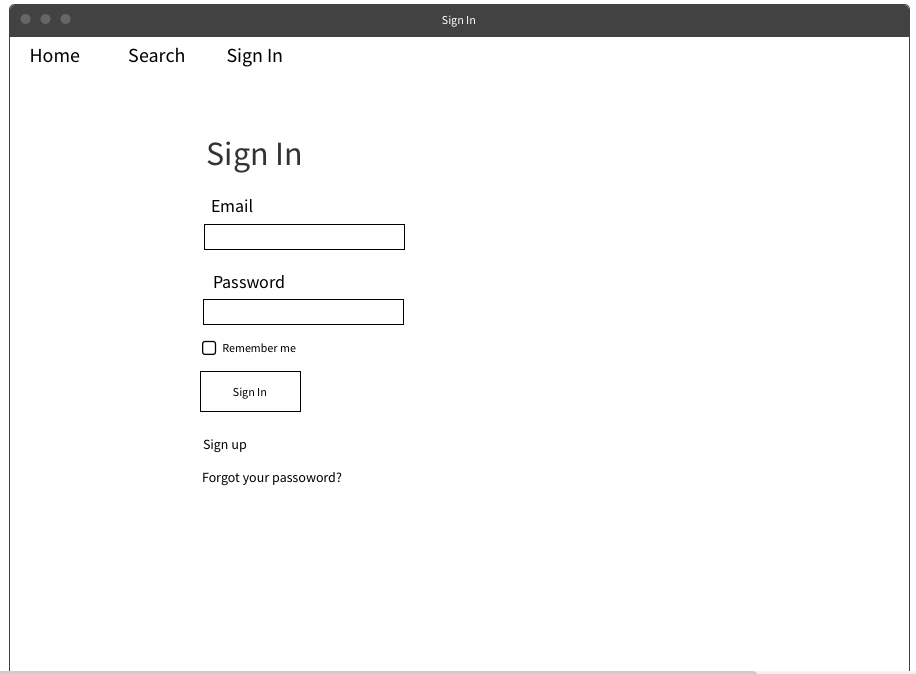 Sign In
Home Search Sign In
Sign In
Email
Password
Remember me
Sign In
Sign up
Forgot your passoword?